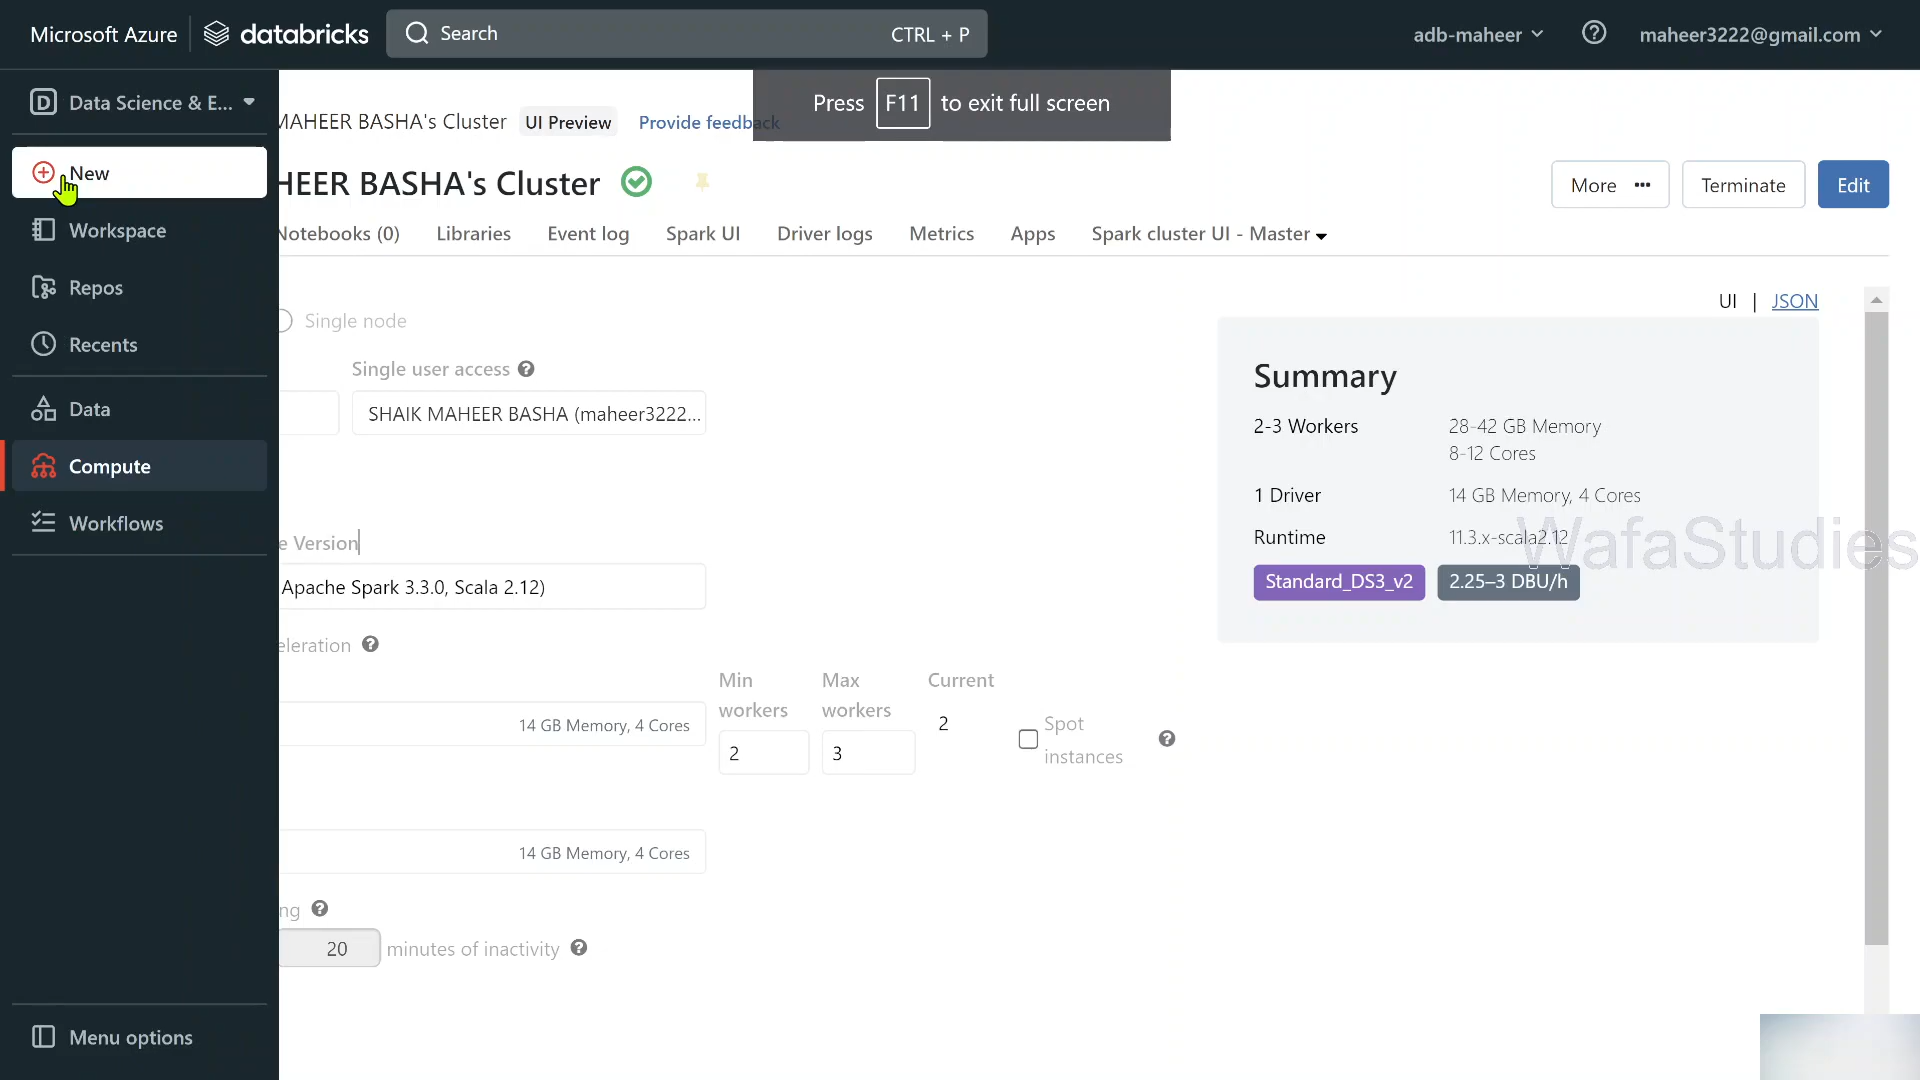 Microsoft Azure
databricks
Search
CTRL + P
adb-maheer
maheer3222@gmail.com
Data Science & E...
Press F11 to exit full screen
MAHEER BASHA's Cluster
UI Preview
Provide feedback
New
HEER BASHA's Cluster
More
Terminate
Edit
Workspace
Notebooks (0)
Libraries
Event log
Spark UI
Driver logs
Metrics
Apps
Spark cluster UI - Master
Repos
UI | JSON
Single node
Recents
Single user access
Summary
SHAIK MAHEER BASHA (maheer3222...
2-3 Workers
28-42 GB Memory
8-12 Cores
Data
Compute
1 Driver
14 GB Memory, 4 Cores
Workflows
e Version
Runtime
11.3.x-scala2.12
WafaStudies
Apache Spark 3.3.0, Scala 2.12)
Standard_DS3_v2
2.25–3 DBU/h
eleration
Min workers
Max workers
Current
14 GB Memory, 4 Cores
2
3
2
Spot instances
14 GB Memory, 4 Cores
ng
20
minutes of inactivity
Menu options